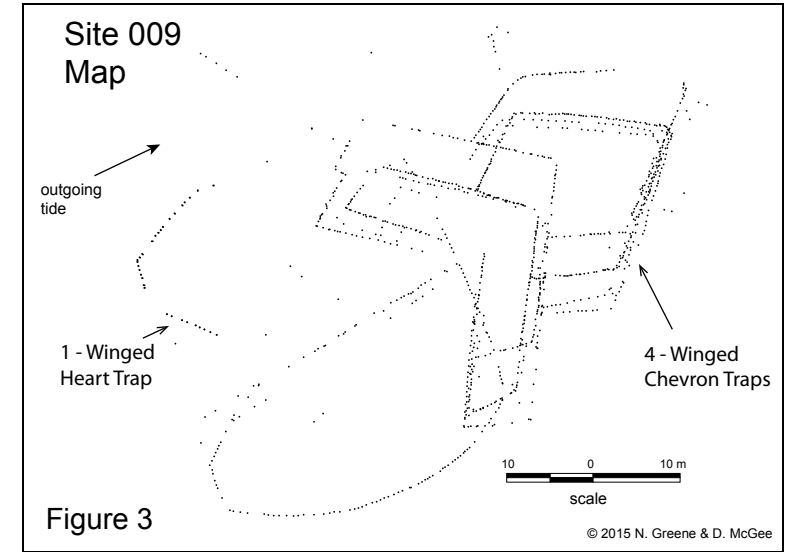 Site 009
Map
outgoing
tide
1 - Winged
Heart Trap
4 - Winged
Chevron Traps
10 0 10 m
scale
Figure 3
© 2015 N. Greene & D. McGee